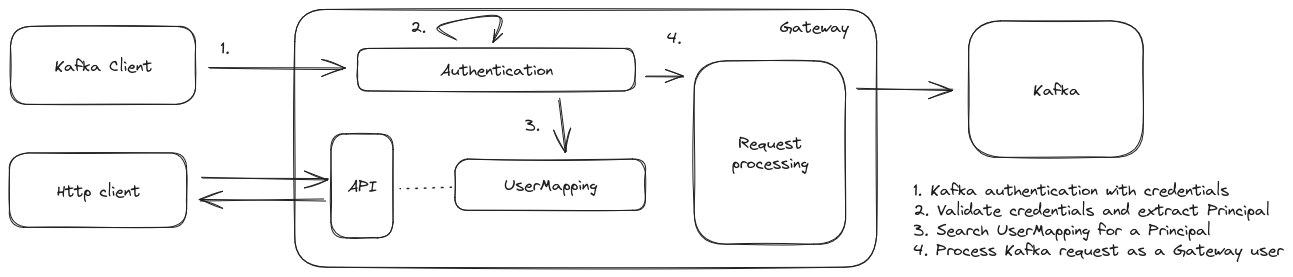 Gateway
2.
1.
4.
Kafka Client
Authentication
Kafka
3.
Request
processing
Http client
API
UserMapping
1. Kafka authentication with credentials
2. Validate credentials and extract Principal
3. Search UserMapping for a Principal
4. Process Kafka request as a Gateway user